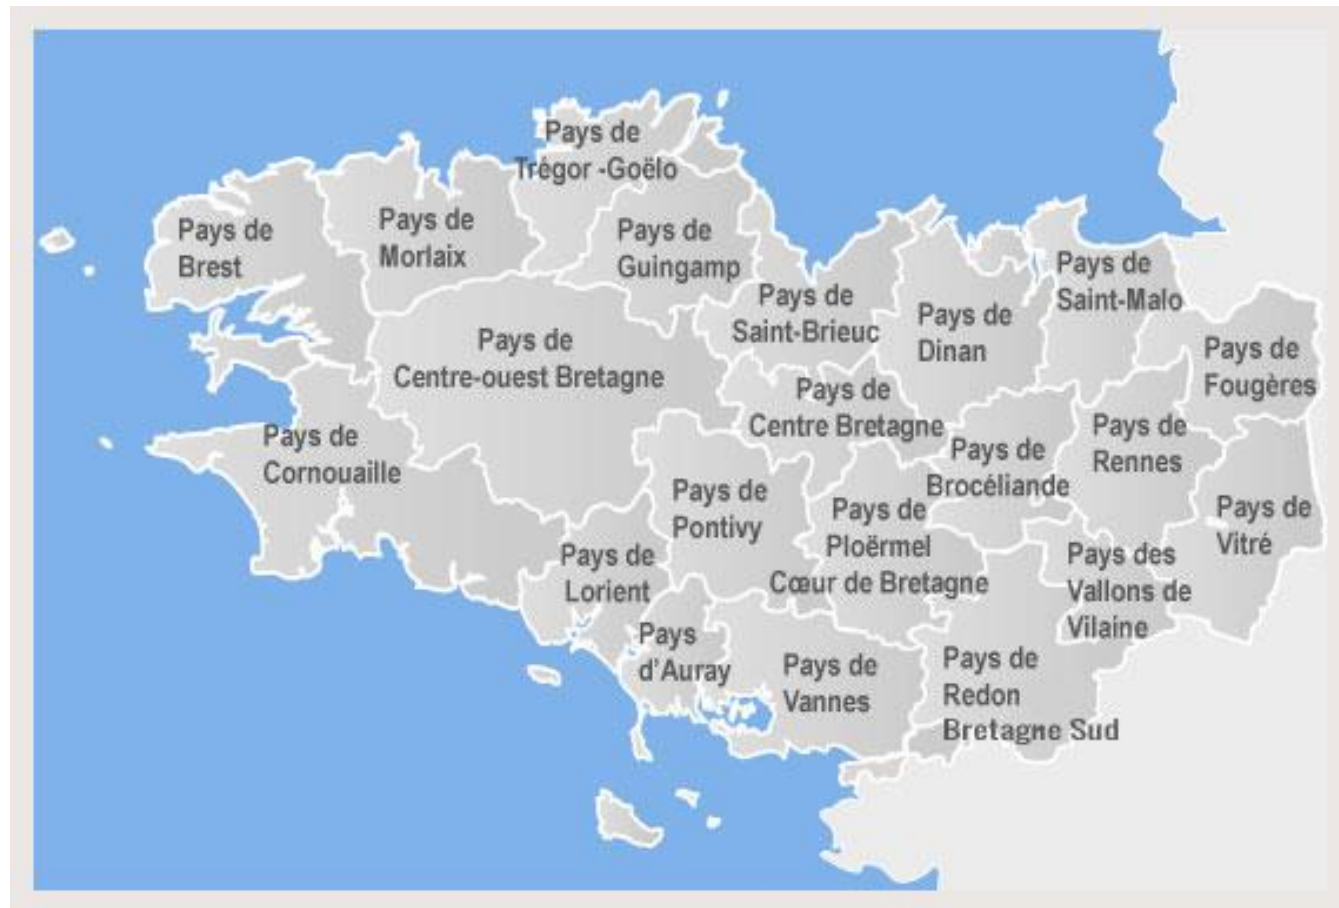 Pays de
Trégor -Goëlo
Pays de
Brest
Pays de
Morlaix
Pays de
Guingamp
Pays de
Saint-Malo
Pays de
Saint-Brieuc
Pays de
Dinan
Pays de
Centre-ouest Bretagne
Pays de
Fougères
Pays de
Centre Bretagne
Pays de
Cornouaille
Pays de
Brocéliande
Pays de
Rennes
Pays de
Pontivy
Pays de
Ploërmel
Cœur de Bretagne
Pays de
Vitré
Pays de
Lorient
Pays des
Vallons de
Vilaine
Pays
d'Auray
Pays de
Vannes
Pays de
Redon
Bretagne Sud